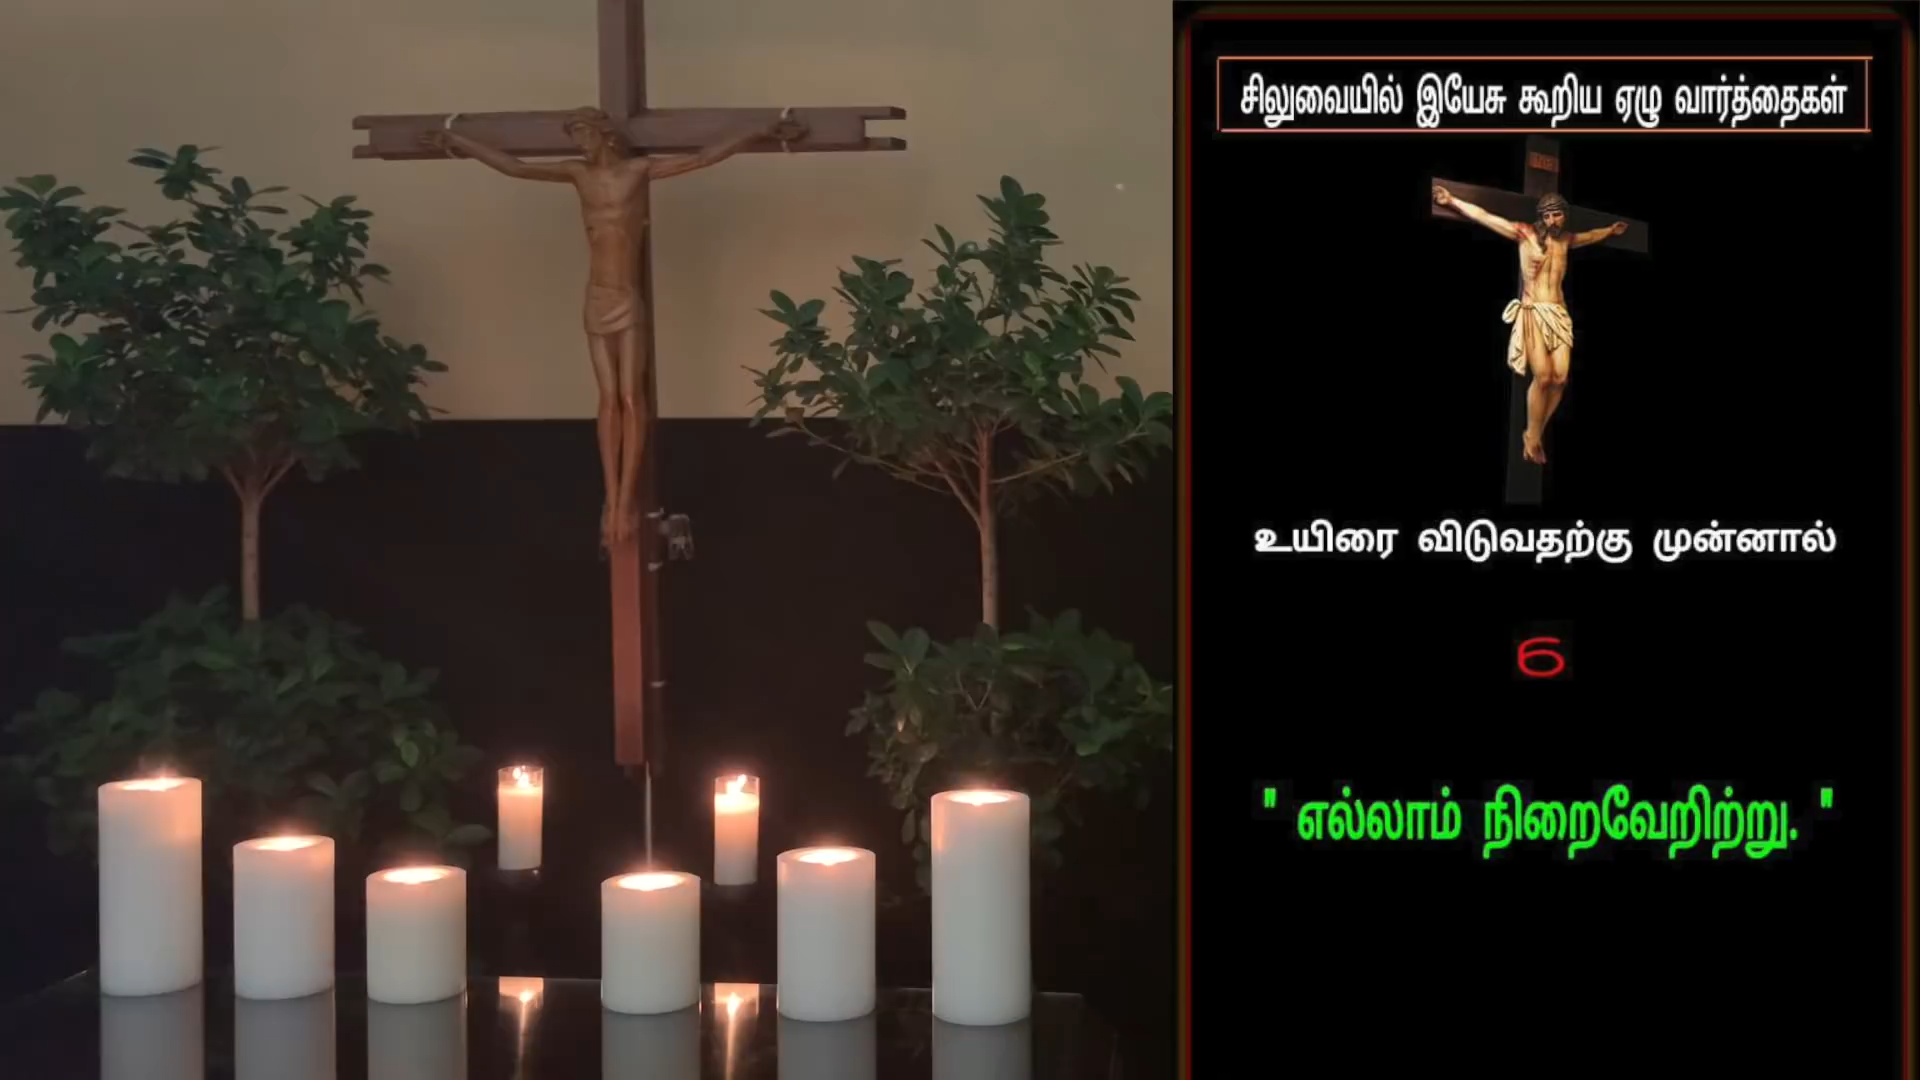 சிலுவையில் இயேசு கூறிய ஏழு வார்த்தைகள்
உயிரை விடுவதற்கு முன்னால்
6
" எல்லாம் நிறைவேறிற்று. "